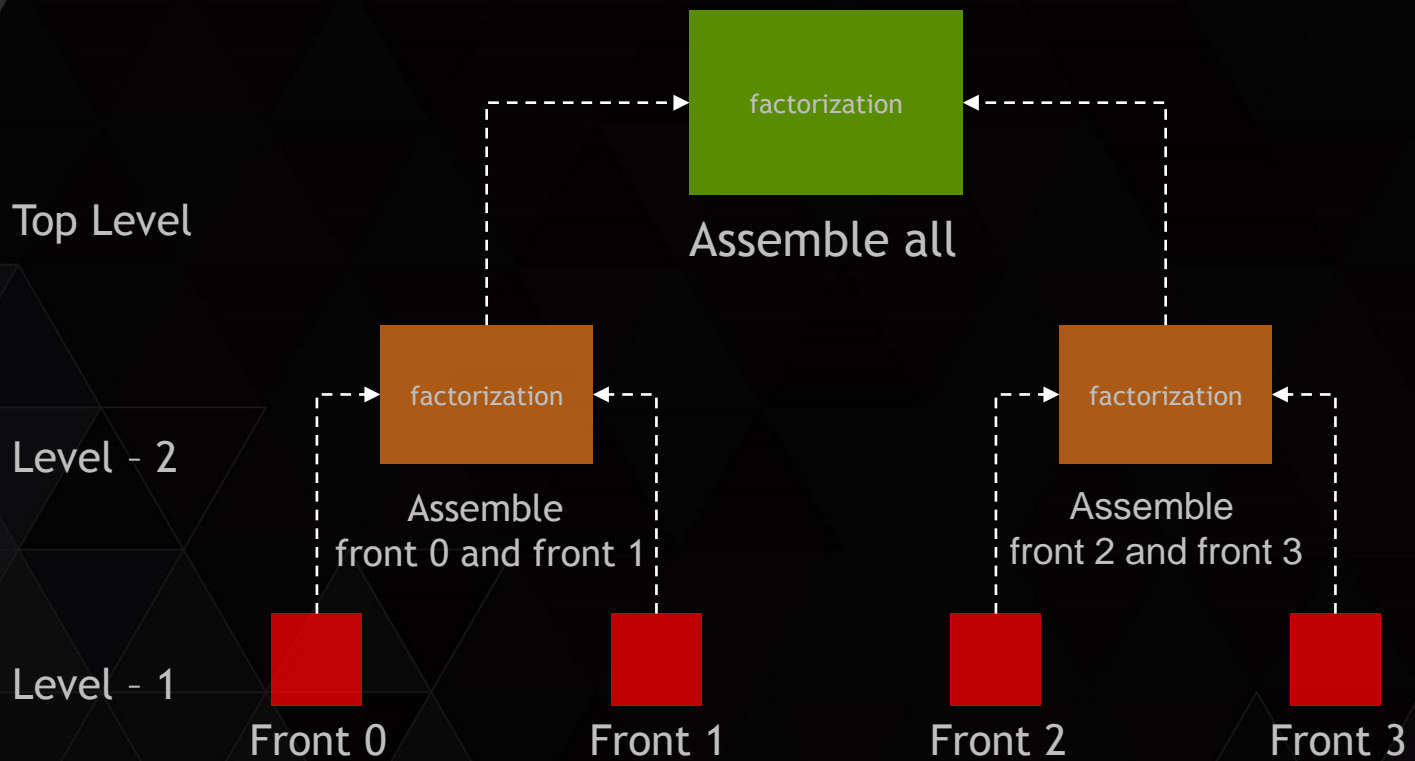 factorization
Top Level
Assemble all
factorization
factorization
Level - 2
Assemble
front 0 and front 1
Assemble
front 2 and front 3
Level - 1
Front 0
Front 1
Front 2
Front 3